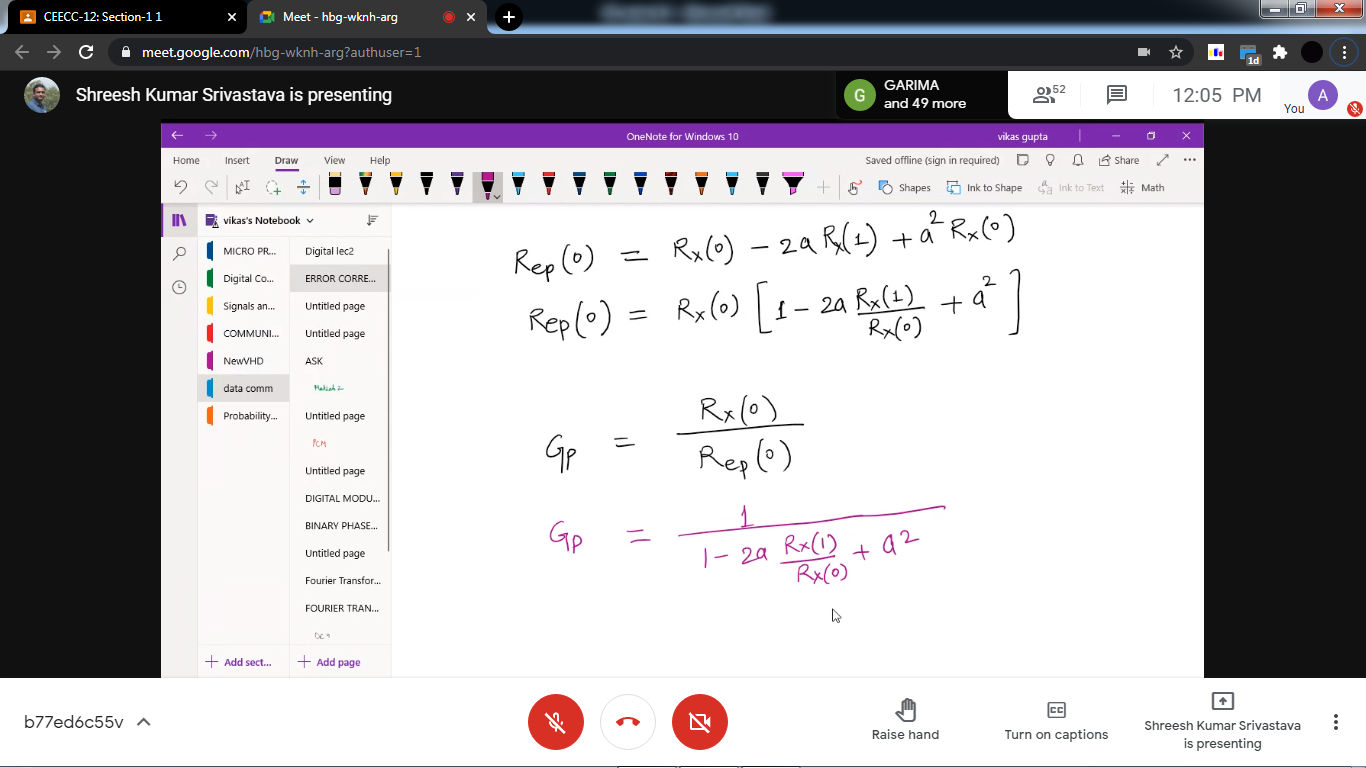 CEECC-12: Section-1 1
Meet - hbg-wknh-arg
meet.google.com/hbg-wknh-arg?authuser=1
1d
Shreesh Kumar Srivastava is presenting
G
GARIMA
and 49 more
52
12:05 PM
You
A
OneNote for Windows 10
vikas gupta
Home Insert Draw View Help
Saved offline (sign in required)
Share
Shapes
Ink to Shape
Ink to Text
Math
vikas's Notebook
MICRO PR...
Digital Co...
Signals an...
COMMUNI...
NewVHD
data comm
Probability...
Add sect...
Digital lec2
ERROR CORRE...
Untitled page
Untitled page
ASK
Untitled page
PCM
Untitled page
DIGITAL MODU...
BINARY PHASE...
Untitled page
Fourier Transfor...
FOURIER TRAN...
Add page
Rep(0) = Rx(0) - 2a Rx(1) + a² Rx(0)
Rep(0) = Rx(0) [1 - 2a Rx(1)/Rx(0) + a²]
Gp = Rx(0)/Rep(0)
Gp = 1/(1 - 2a Rx(1)/Rx(0) + a²)
b77ed6c55v
Raise hand
Turn on captions
Shreesh Kumar Srivastava
is presenting